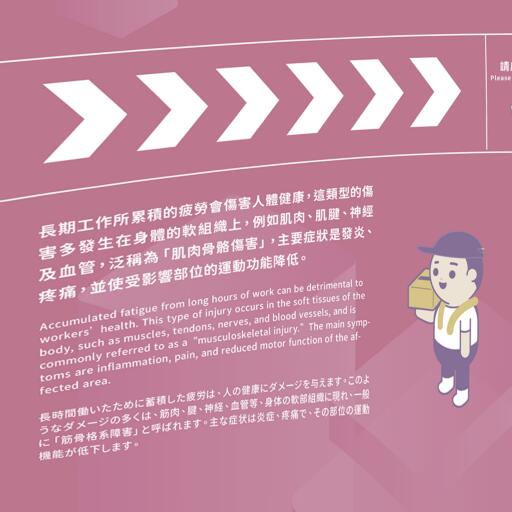 長期工作所累積的疲勞會傷害人體健康，這類型的傷
害多發生在身體的軟組織上，例如肌肉、肌腱、神經
及血管，泛稱為「肌肉骨骼傷害」，主要症狀是發炎、
疼痛，並使受影響部位的運動功能降低。
Accumulated fatigue from long hours of work can be detrimental to
workers' health. This type of injury occurs in the soft tissues of the
body, such as muscles, tendons, nerves, and blood vessels, and is
commonly referred to as a "musculoskeletal injury." The main symp-
toms are inflammation, pain, and reduced motor function of the af-
fected area.
長時間働いたために蓄積した疲労は、人の健康にダメージを与えます。このよ
うなダメージの多くは、筋肉、腱、神経、血管等、身体の軟部組織に現れ、一般
に「筋骨格系障害」と呼ばれます。主な症状は炎症、疼痛で、その部位の運動
機能が低下します。
請
Please